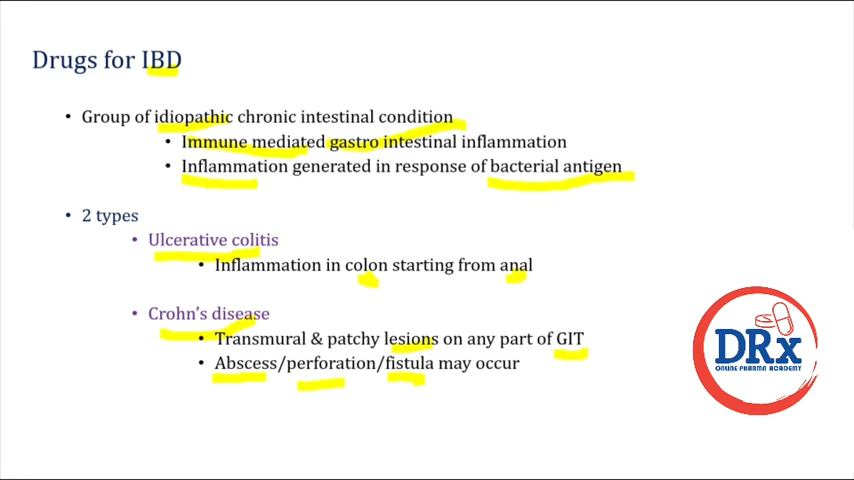 Drugs for IBD
• Group of idiopathic chronic intestinal condition
• Immune mediated gastro intestinal inflammation
• Inflammation generated in response of bacterial antigen
• 2 types
• Ulcerative colitis
• Inflammation in colon starting from anal
• Crohn's disease
• Transmural & patchy lesions on any part of GIT
• Abscess/perforation/fistula may occur
DRx
ONLINE PHARMA ACADEMY